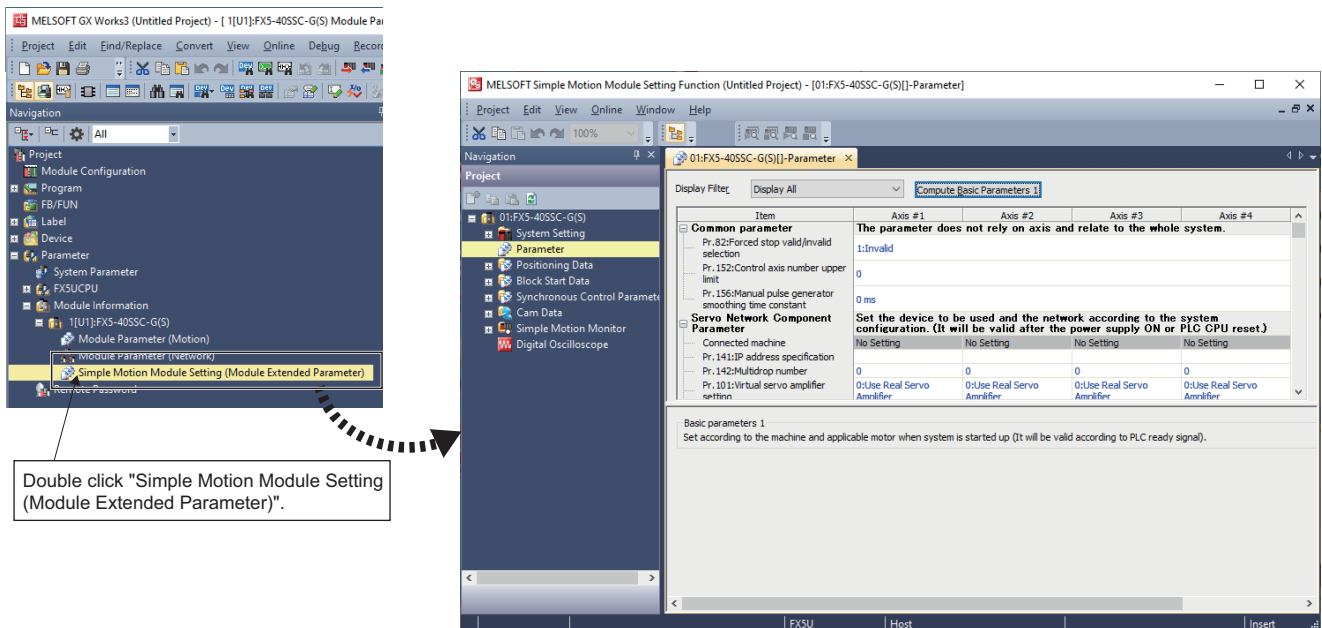 MELSOFT GX Works3 (Untitled Project) - [ 1[U1]:FX5-40SSC-G(S) Module Par
Project Edit Find/Replace Convert View Online Debug Recor
Navigation
All
Project
Module Configuration
Program
FB/FUN
Label
Device
Parameter
System Parameter
FX5UCPU
Module Information
1[U1]:FX5-40SSC-G(S)
Module Parameter (Motion)
Module Parameter (Network)
Simple Motion Module Setting (Module Extended Parameter)
Remote Password
Double click "Simple Motion Module Setting
(Module Extended Parameter)".
MELSOFT Simple Motion Module Setting Function (Untitled Project) - [01:FX5-40SSC-G(S)[]-Parameter]
Project Edit View Online Window Help
100%
Navigation
Project
01:FX5-40SSC-G(S)
System Setting
Parameter
Positioning Data
Block Start Data
Synchronous Control Paramete
Cam Data
Simple Motion Monitor
Digital Oscilloscope
01:FX5-40SSC-G(S)[]-Parameter
Display Filter Display All Compute Basic Parameters 1
Item Axis #1 Axis #2 Axis #3 Axis #4
Common parameter The parameter does not rely on axis and relate to the whole system.
Pr.82:Forced stop valid/invalid
selection
1:Invalid
Pr.152:Control axis number upper
limit
0
Pr.156:Manual pulse generator
smoothing time constant
0 ms
Servo Network Component
Parameter
Set the device to be used and the network according to the system
configuration. (It will be valid after the power supply ON or PLC CPU reset.)
Connected machine No Setting No Setting No Setting No Setting
Pr.141:IP address specification
Pr.142:Multidrop number 0 0 0 0
Pr.101:Virtual servo amplifier
setting
0:Use Real Servo
Amplifier
0:Use Real Servo
Amplifier
0:Use Real Servo
Amplifier
0:Use Real Servo
Amplifier
Basic parameters 1
Set according to the machine and applicable motor when system is started up (It will be valid according to PLC ready signal).
FX5U Host Insert